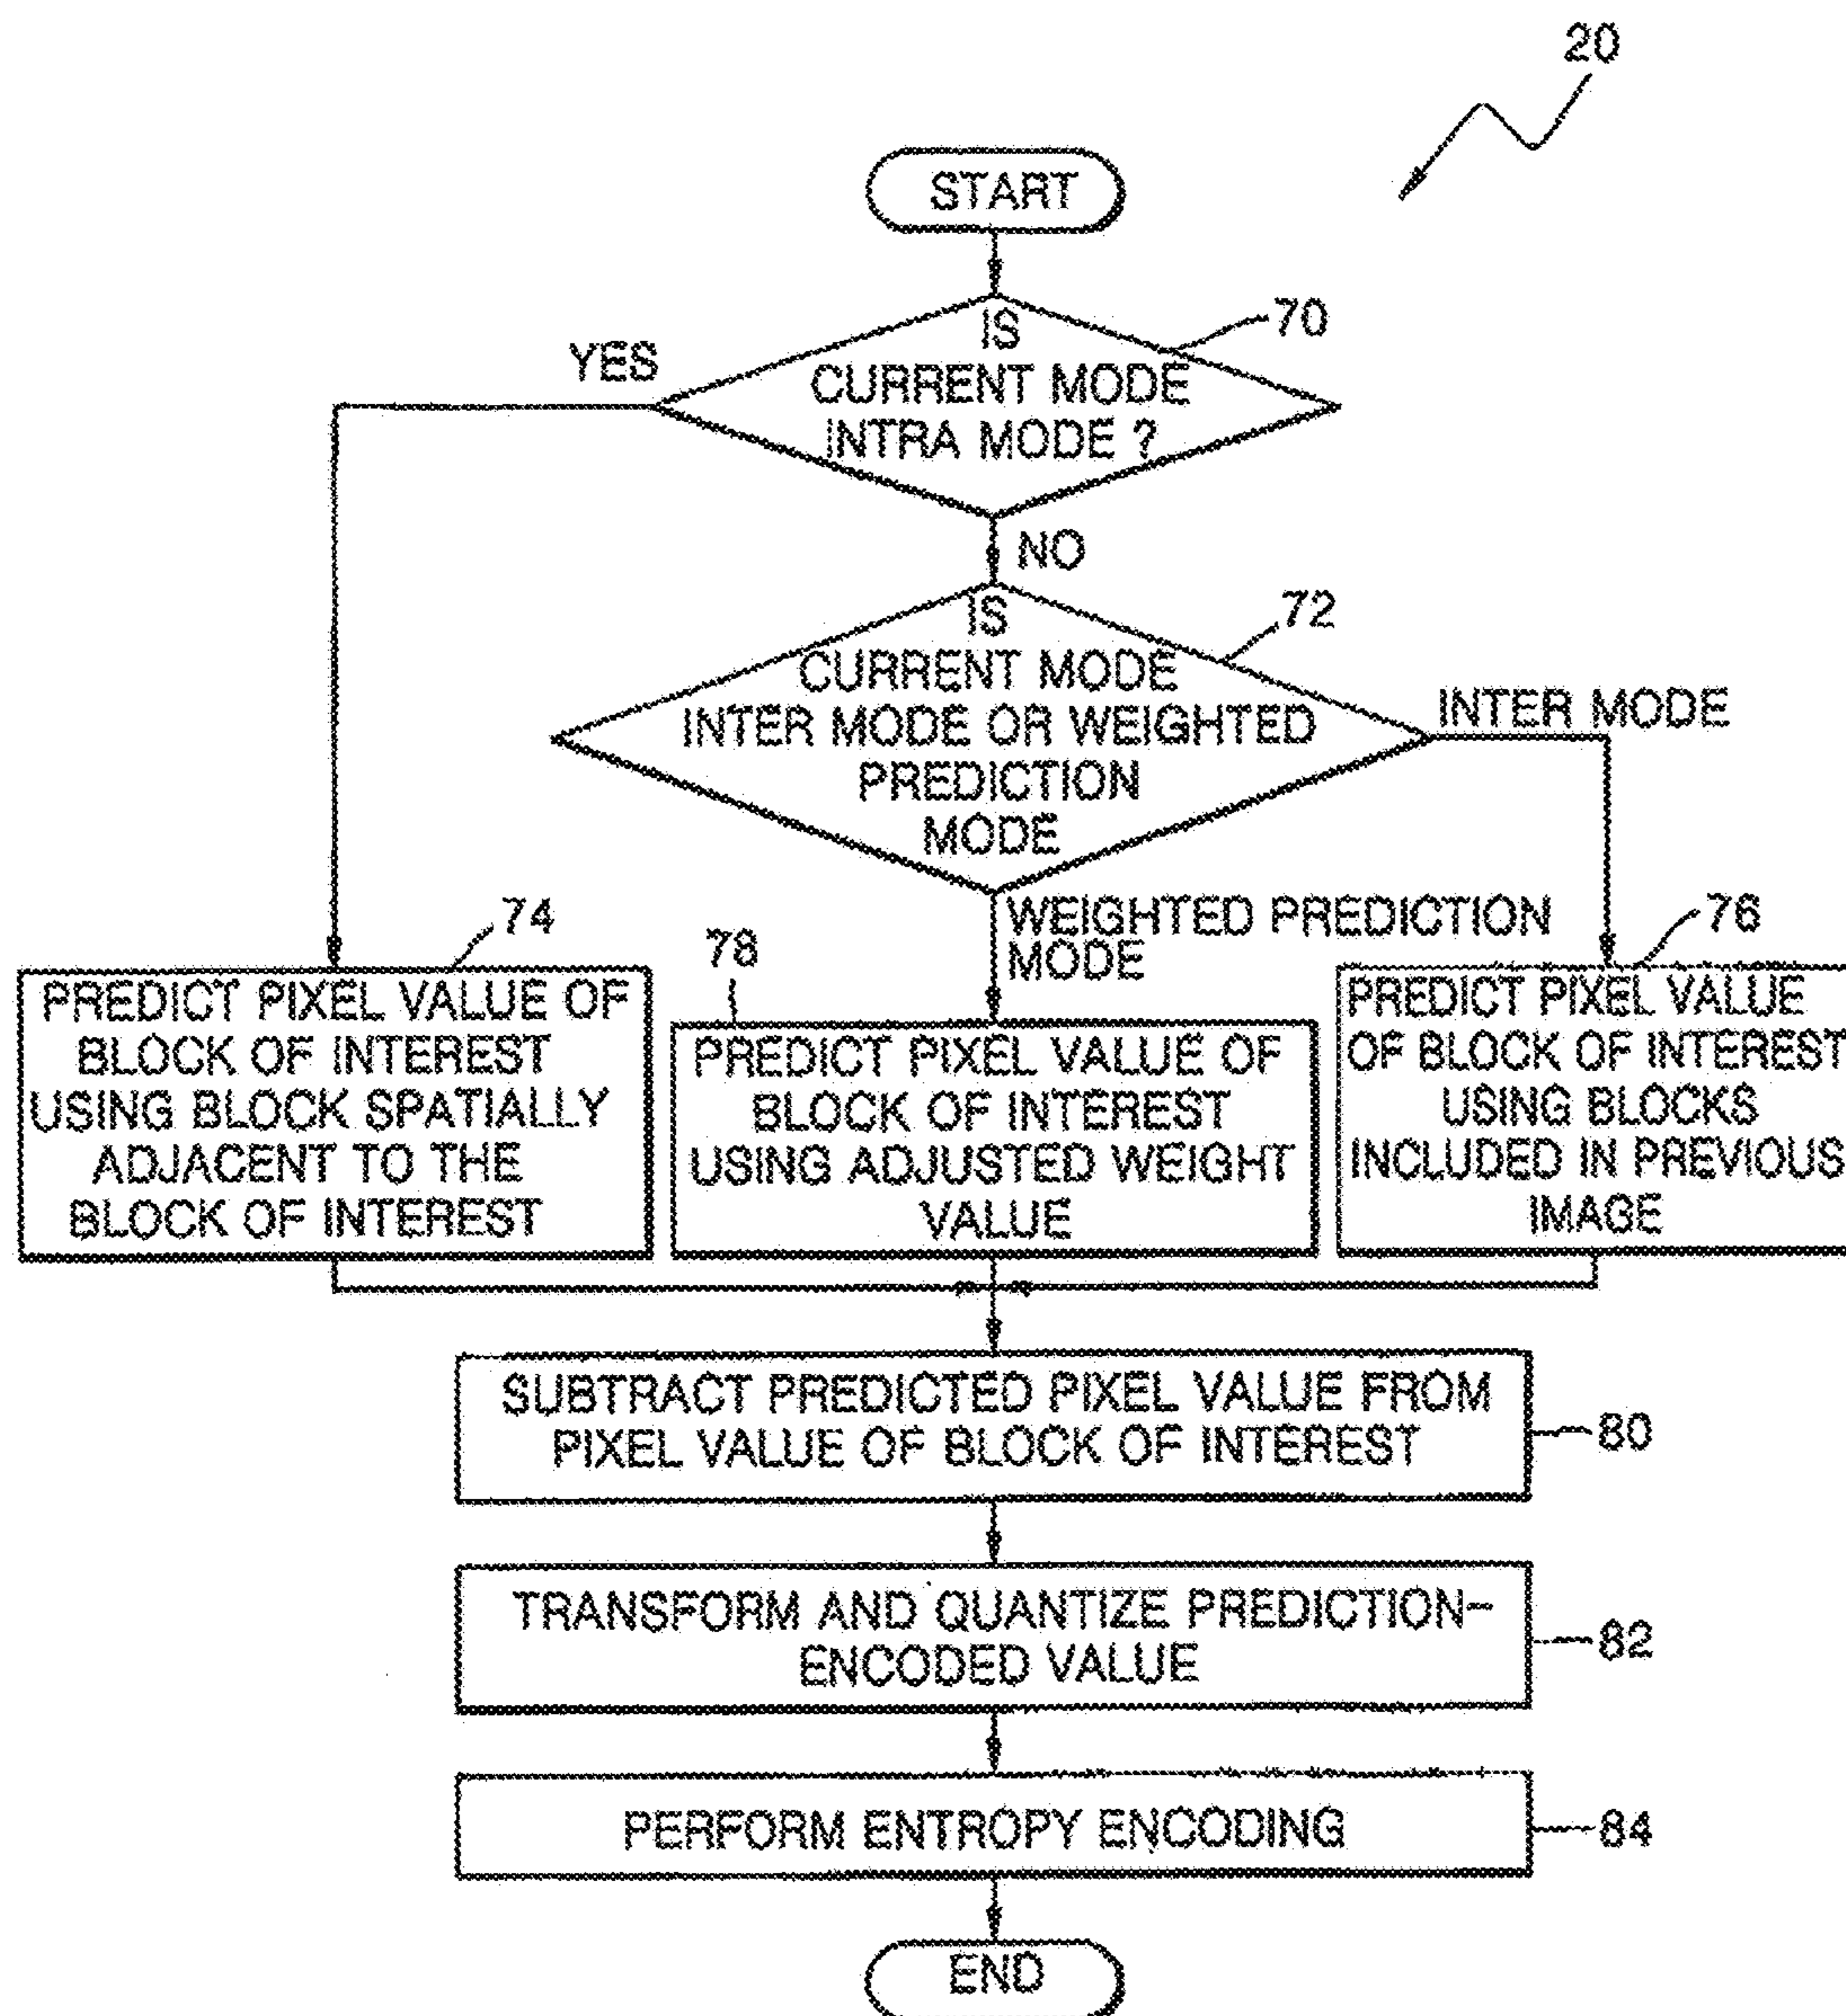 20
START
70
IS
CURRENT MODE
INTRA MODE ?
YES
NO
72
IS
CURRENT MODE
INTER MODE OR WEIGHTED
PREDICTION
MODE
INTER MODE
WEIGHTED PREDICTION
MODE
74
PREDICT PIXEL VALUE OF
BLOCK OF INTEREST
USING BLOCK SPATIALLY
ADJACENT TO THE
BLOCK OF INTEREST
78
PREDICT PIXEL VALUE OF
BLOCK OF INTEREST
USING ADJUSTED WEIGHT
VALUE
76
PREDICT PIXEL VALUE
OF BLOCK OF INTEREST
USING BLOCKS
INCLUDED IN PREVIOUS
IMAGE
SUBTRACT PREDICTED PIXEL VALUE FROM
PIXEL VALUE OF BLOCK OF INTEREST
80
TRANSFORM AND QUANTIZE PREDICTION-
ENCODED VALUE
82
PERFORM ENTROPY ENCODING
84
END